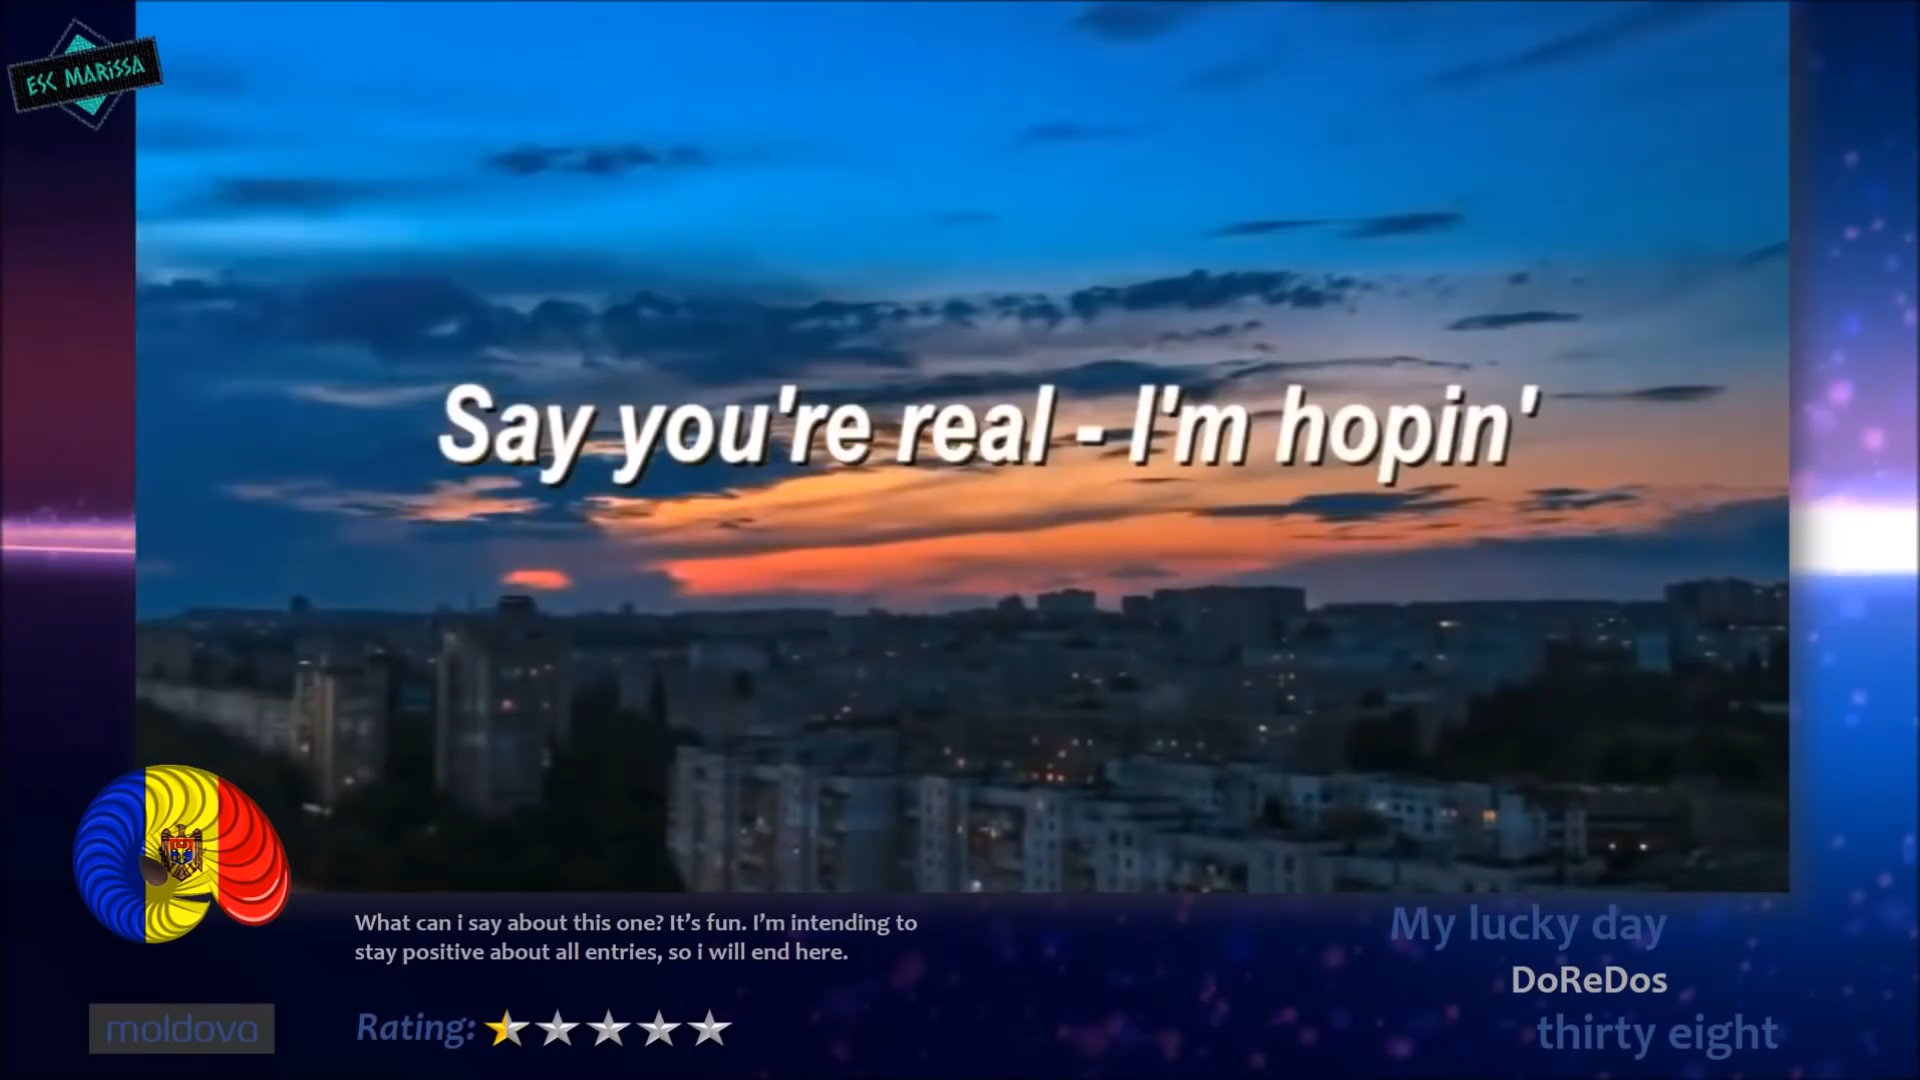 ESC MARiSSA
Say you're real - I'm hopin'
What can i say about this one? It’s fun. I’m intending to
stay positive about all entries, so i will end here.
My lucky day
DoReDos
thirty eight
moldova
Rating: